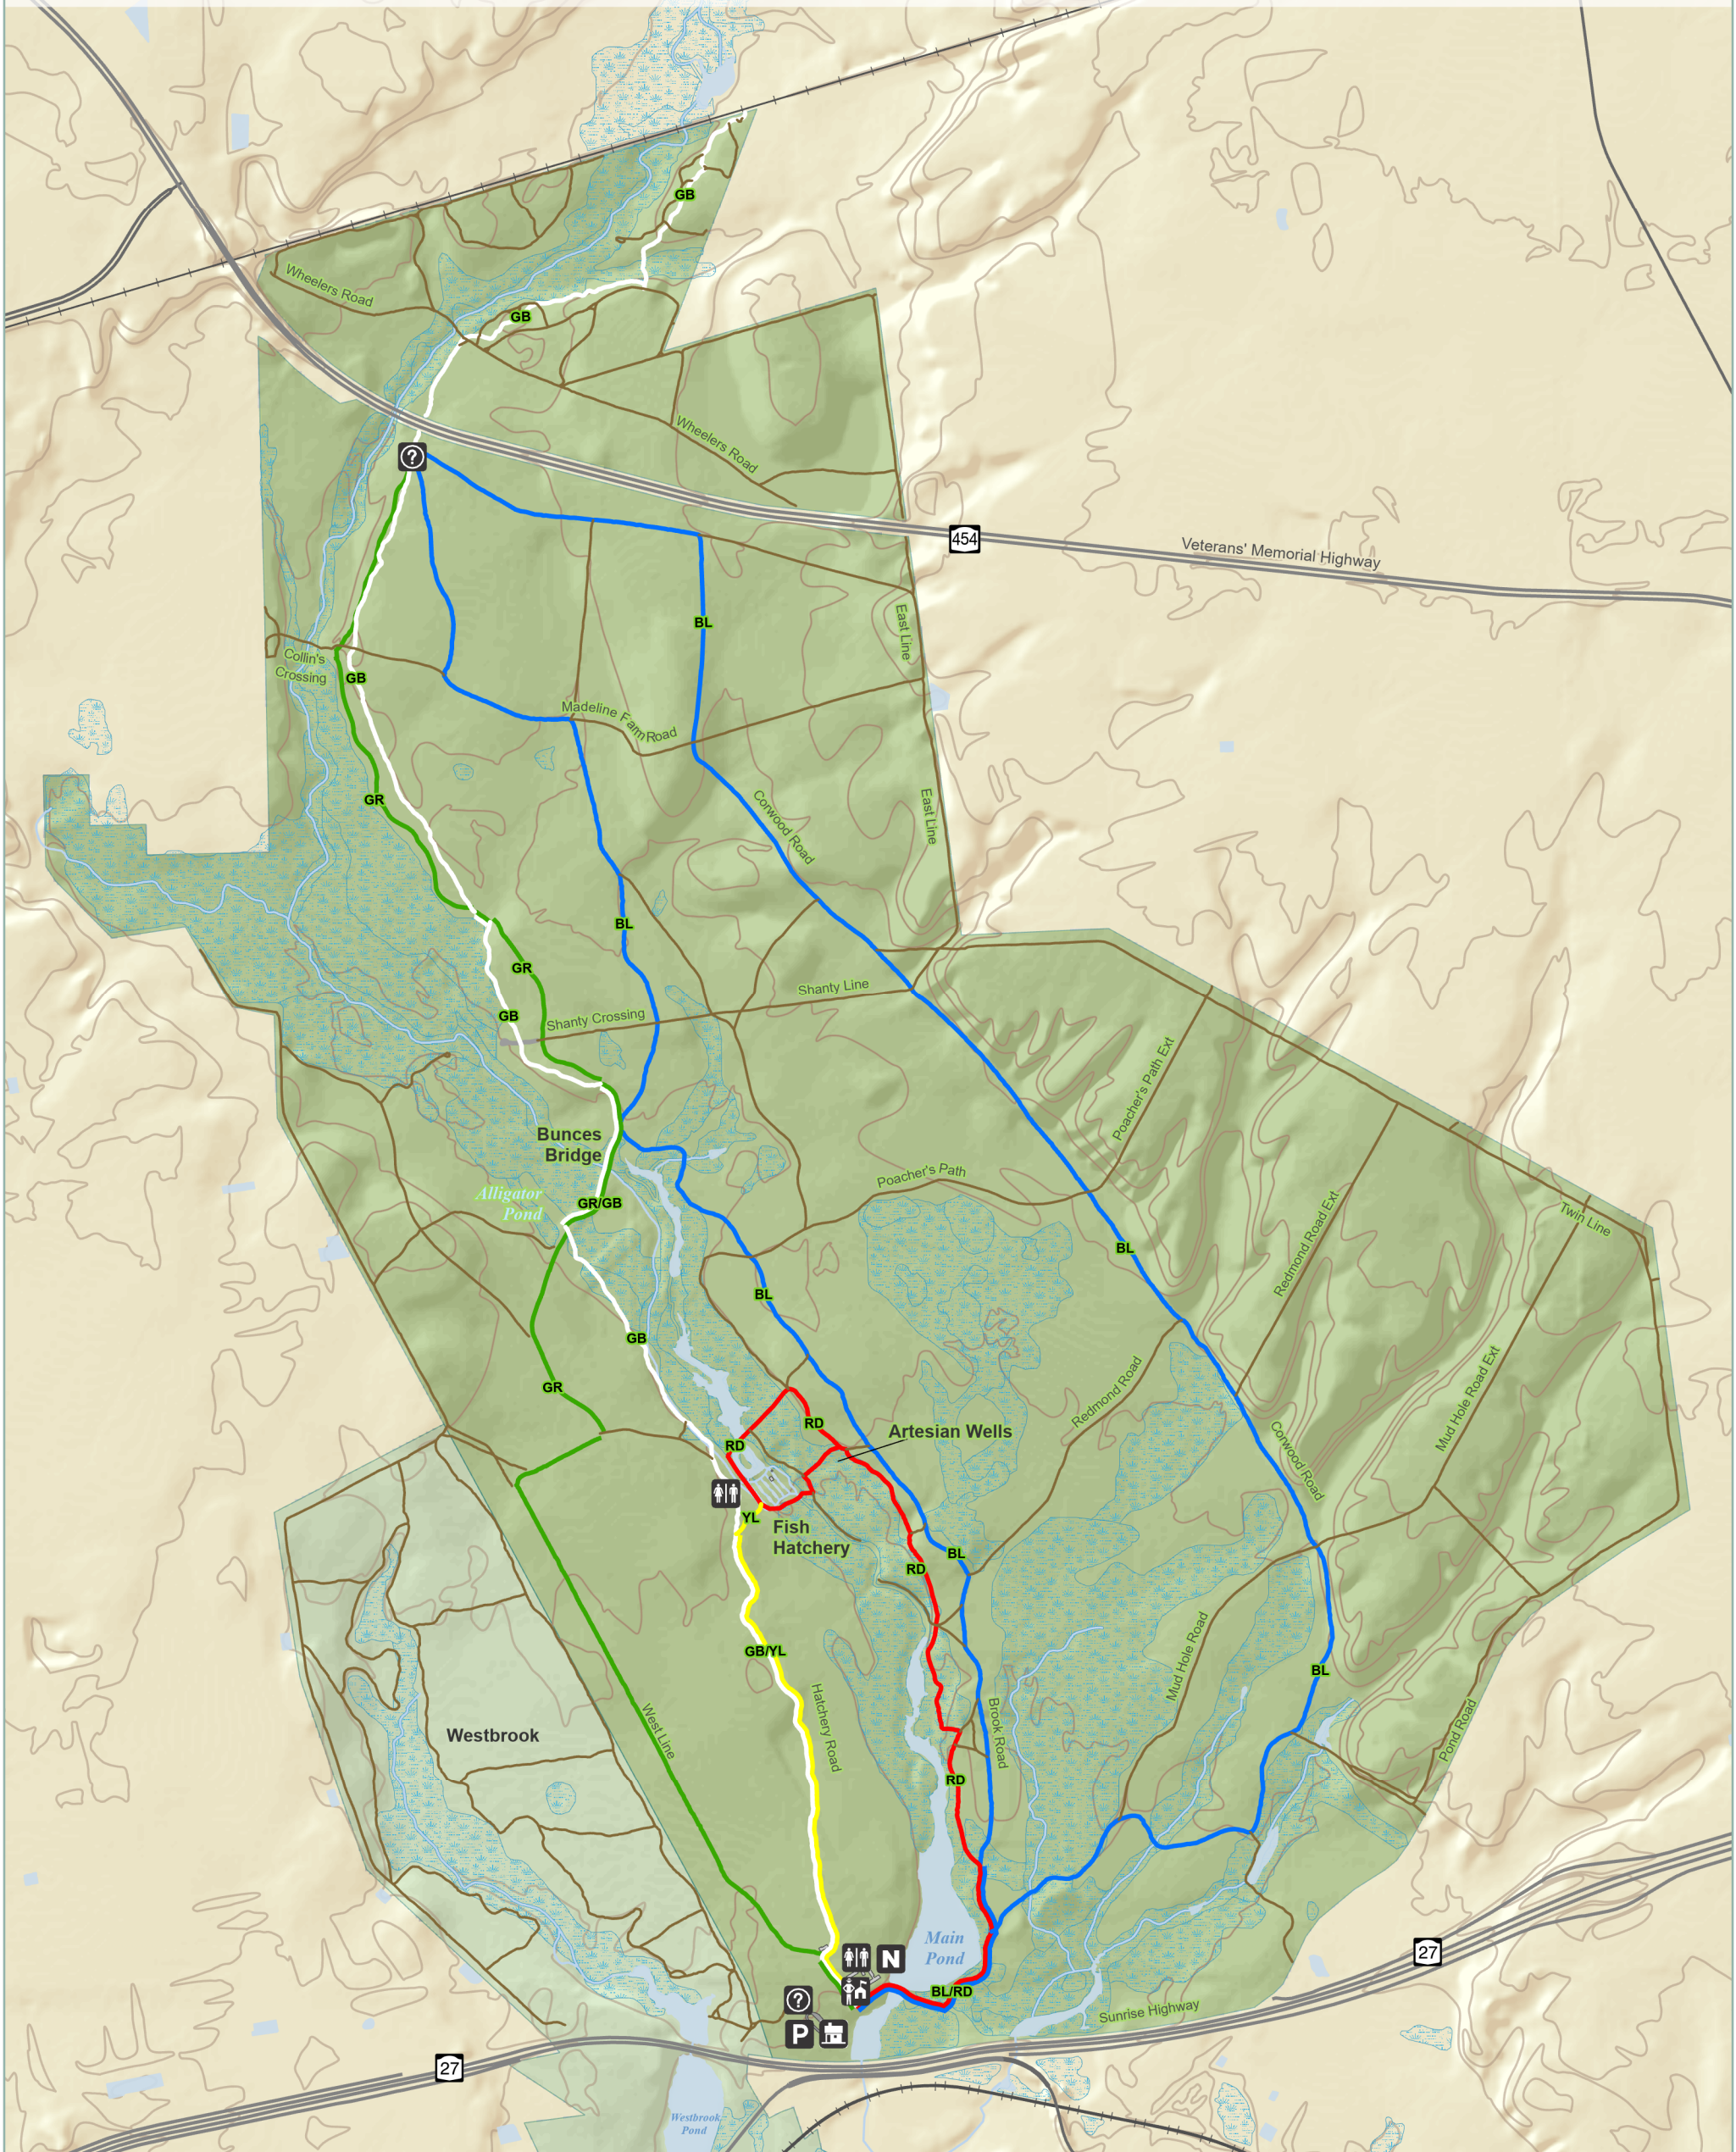 GB
Wheelers Road
GB
Wheelers Road
?
454
Veterans' Memorial Highway
BL
East Line
Collin's
Crossing
GB
Madeline Farm Road
GR
Corwood Road
East Line
BL
GR
Shanty Line
GB
Shanty Crossing
Poacher's Path Ext
Bunces
Bridge
Poacher's Path
Alligator
Pond
GR/GB
Redmond Road Ext
Twin Line
BL
BL
GB
GR
Redmond Road
Mud Hole Road Ext
RD
Artesian Wells
RD
Corwood Road
YL
Fish
Hatchery
BL
RD
GB/YL
Mud Hole Road
BL
Hatchery Road
West Line
Westbrook
Brook Road
Pond Road
RD
Main
Pond
N
27
BL/RD
?
Sunrise Highway
P
27
Westbrook
Pond